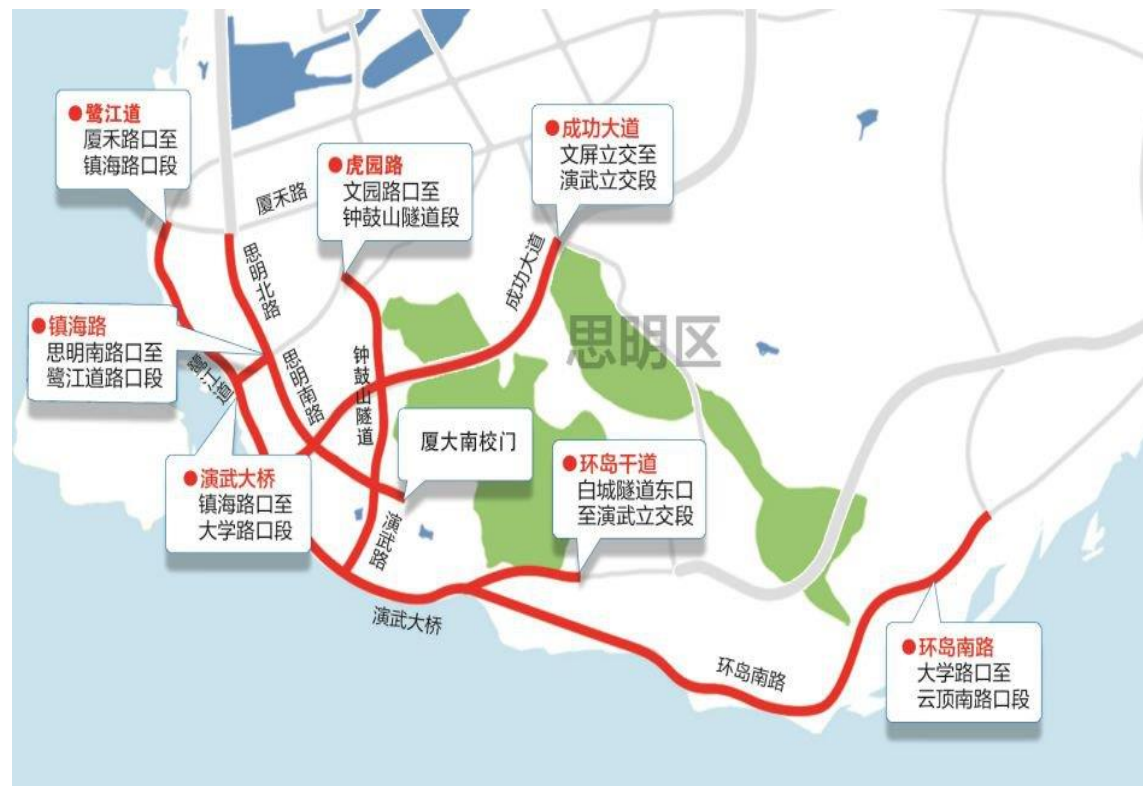 ●鹭江道
厦禾路口至
镇海路口段
●虎园路
文园路口至
钟鼓山隧道段
●成功大道
文屏立交至
演武立交段
厦禾路
思明北路
成功大道
思明区
●镇海路
思明南路口至
鹭江道路口段
鹭江道
思明南路
钟鼓山隧道
厦大南校门
●演武大桥
镇海路口至
大学路口段
●环岛干道
白城隧道东口
至演武立交段
演武路
演武大桥
环岛南路
●环岛南路
大学路口至
云顶南路口段